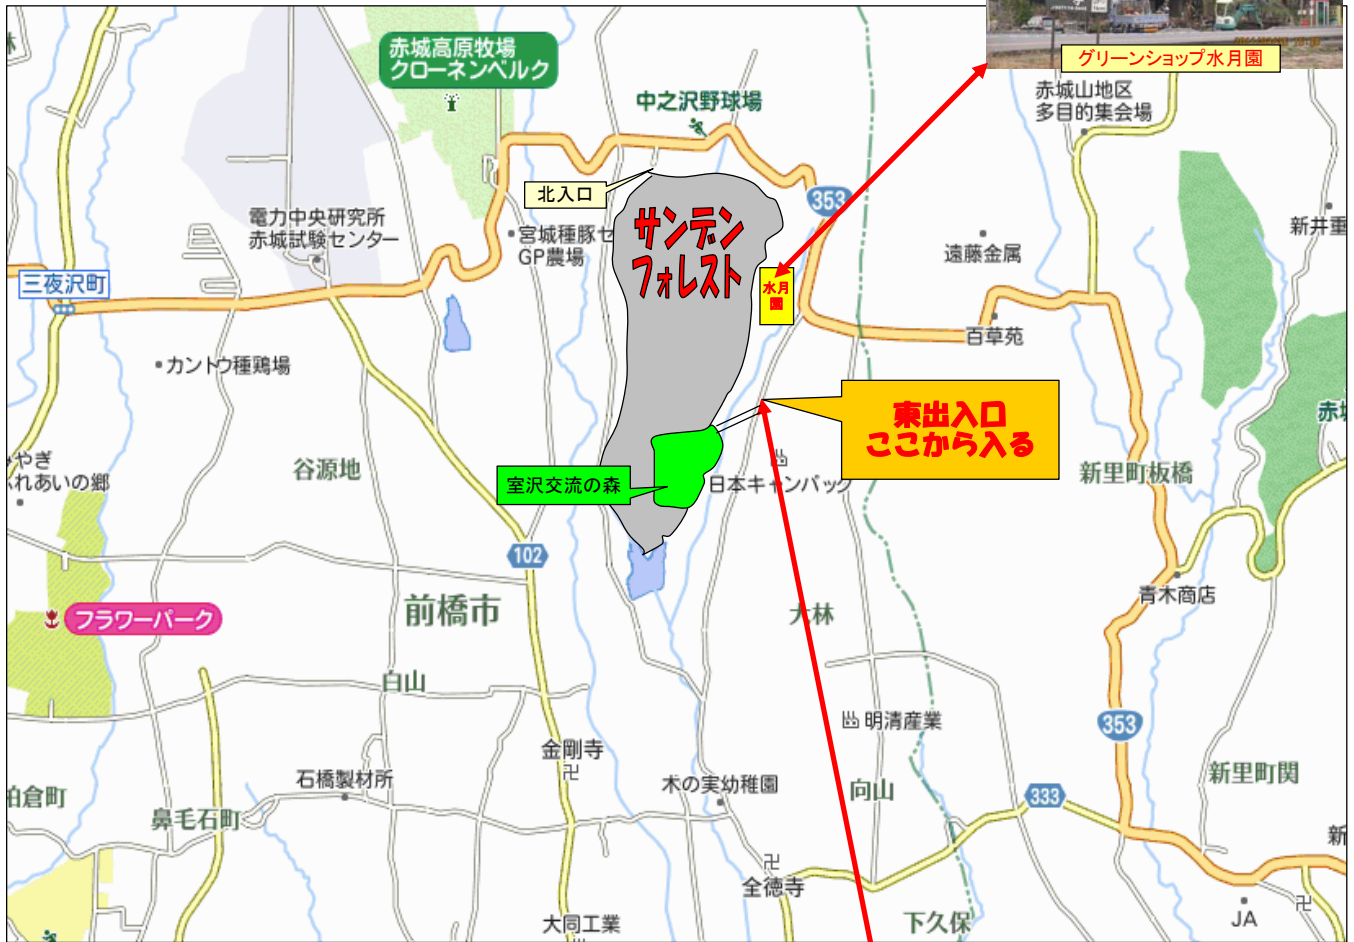 グリーンショップ水月園
赤城高原牧場
クローネンベルク
中之沢野球場
赤城山地区
多目的集会場
北入口
353
サンデン
フォレスト
電力中央研究所
赤城試験センター
宮城種豚セ
GP農場
新井重
遠藤金属
三夜沢町
水月
園
百草苑
カントウ種鶏場
東出入口
ここから入る
赤城
やぎ
れあいの郷
谷源地
室沢交流の森
日本キャンパック
新里町板橋
102
前橋市
青木商店
フラワーパーク
大林
白山
明清産業
353
金剛寺
石橋製材所
木の実幼稚園
向山
333
新里町関
柏倉町
鼻毛石町
新
全徳寺
大同工業
下久保
JA